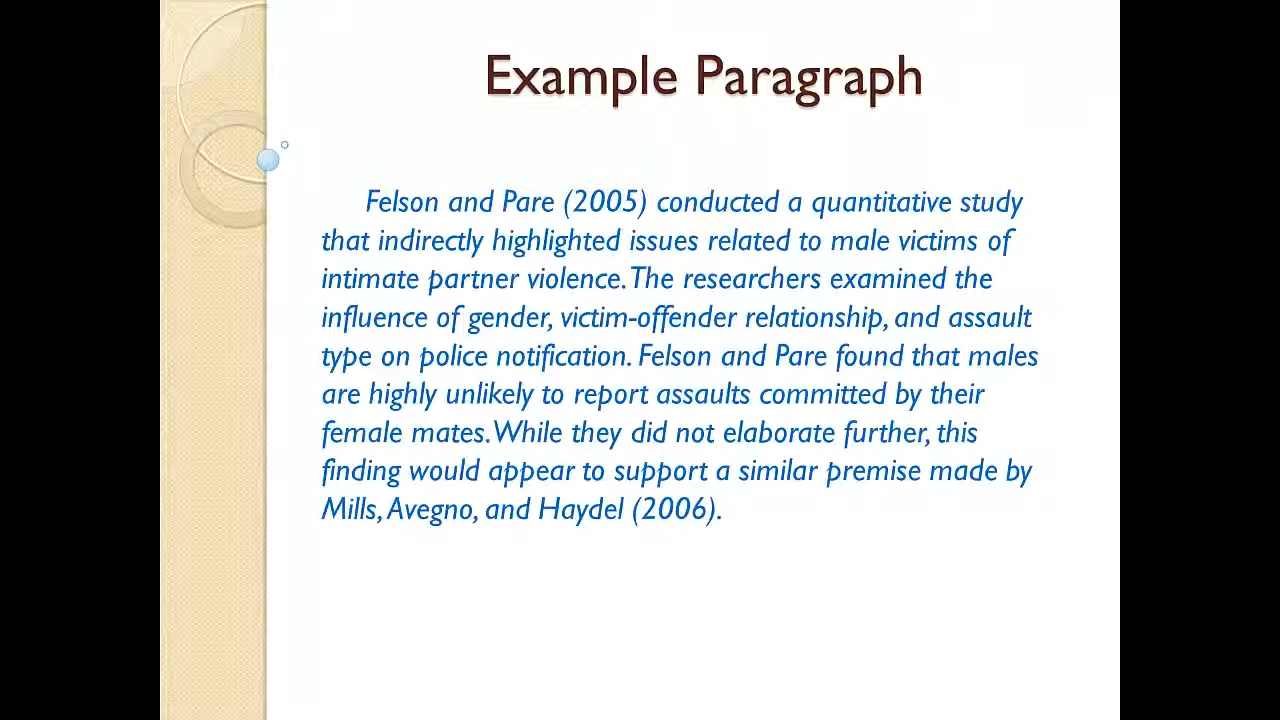 Example Paragraph
Felson and Pare (2005) conducted a quantitative study
that indirectly highlighted issues related to male victims of
intimate partner violence. The researchers examined the
influence of gender, victim-offender relationship, and assault
type on police notification. Felson and Pare found that males
are highly unlikely to report assaults committed by their
female mates. While they did not elaborate further, this
finding would appear to support a similar premise made by
Mills, Avegno, and Haydel (2006).